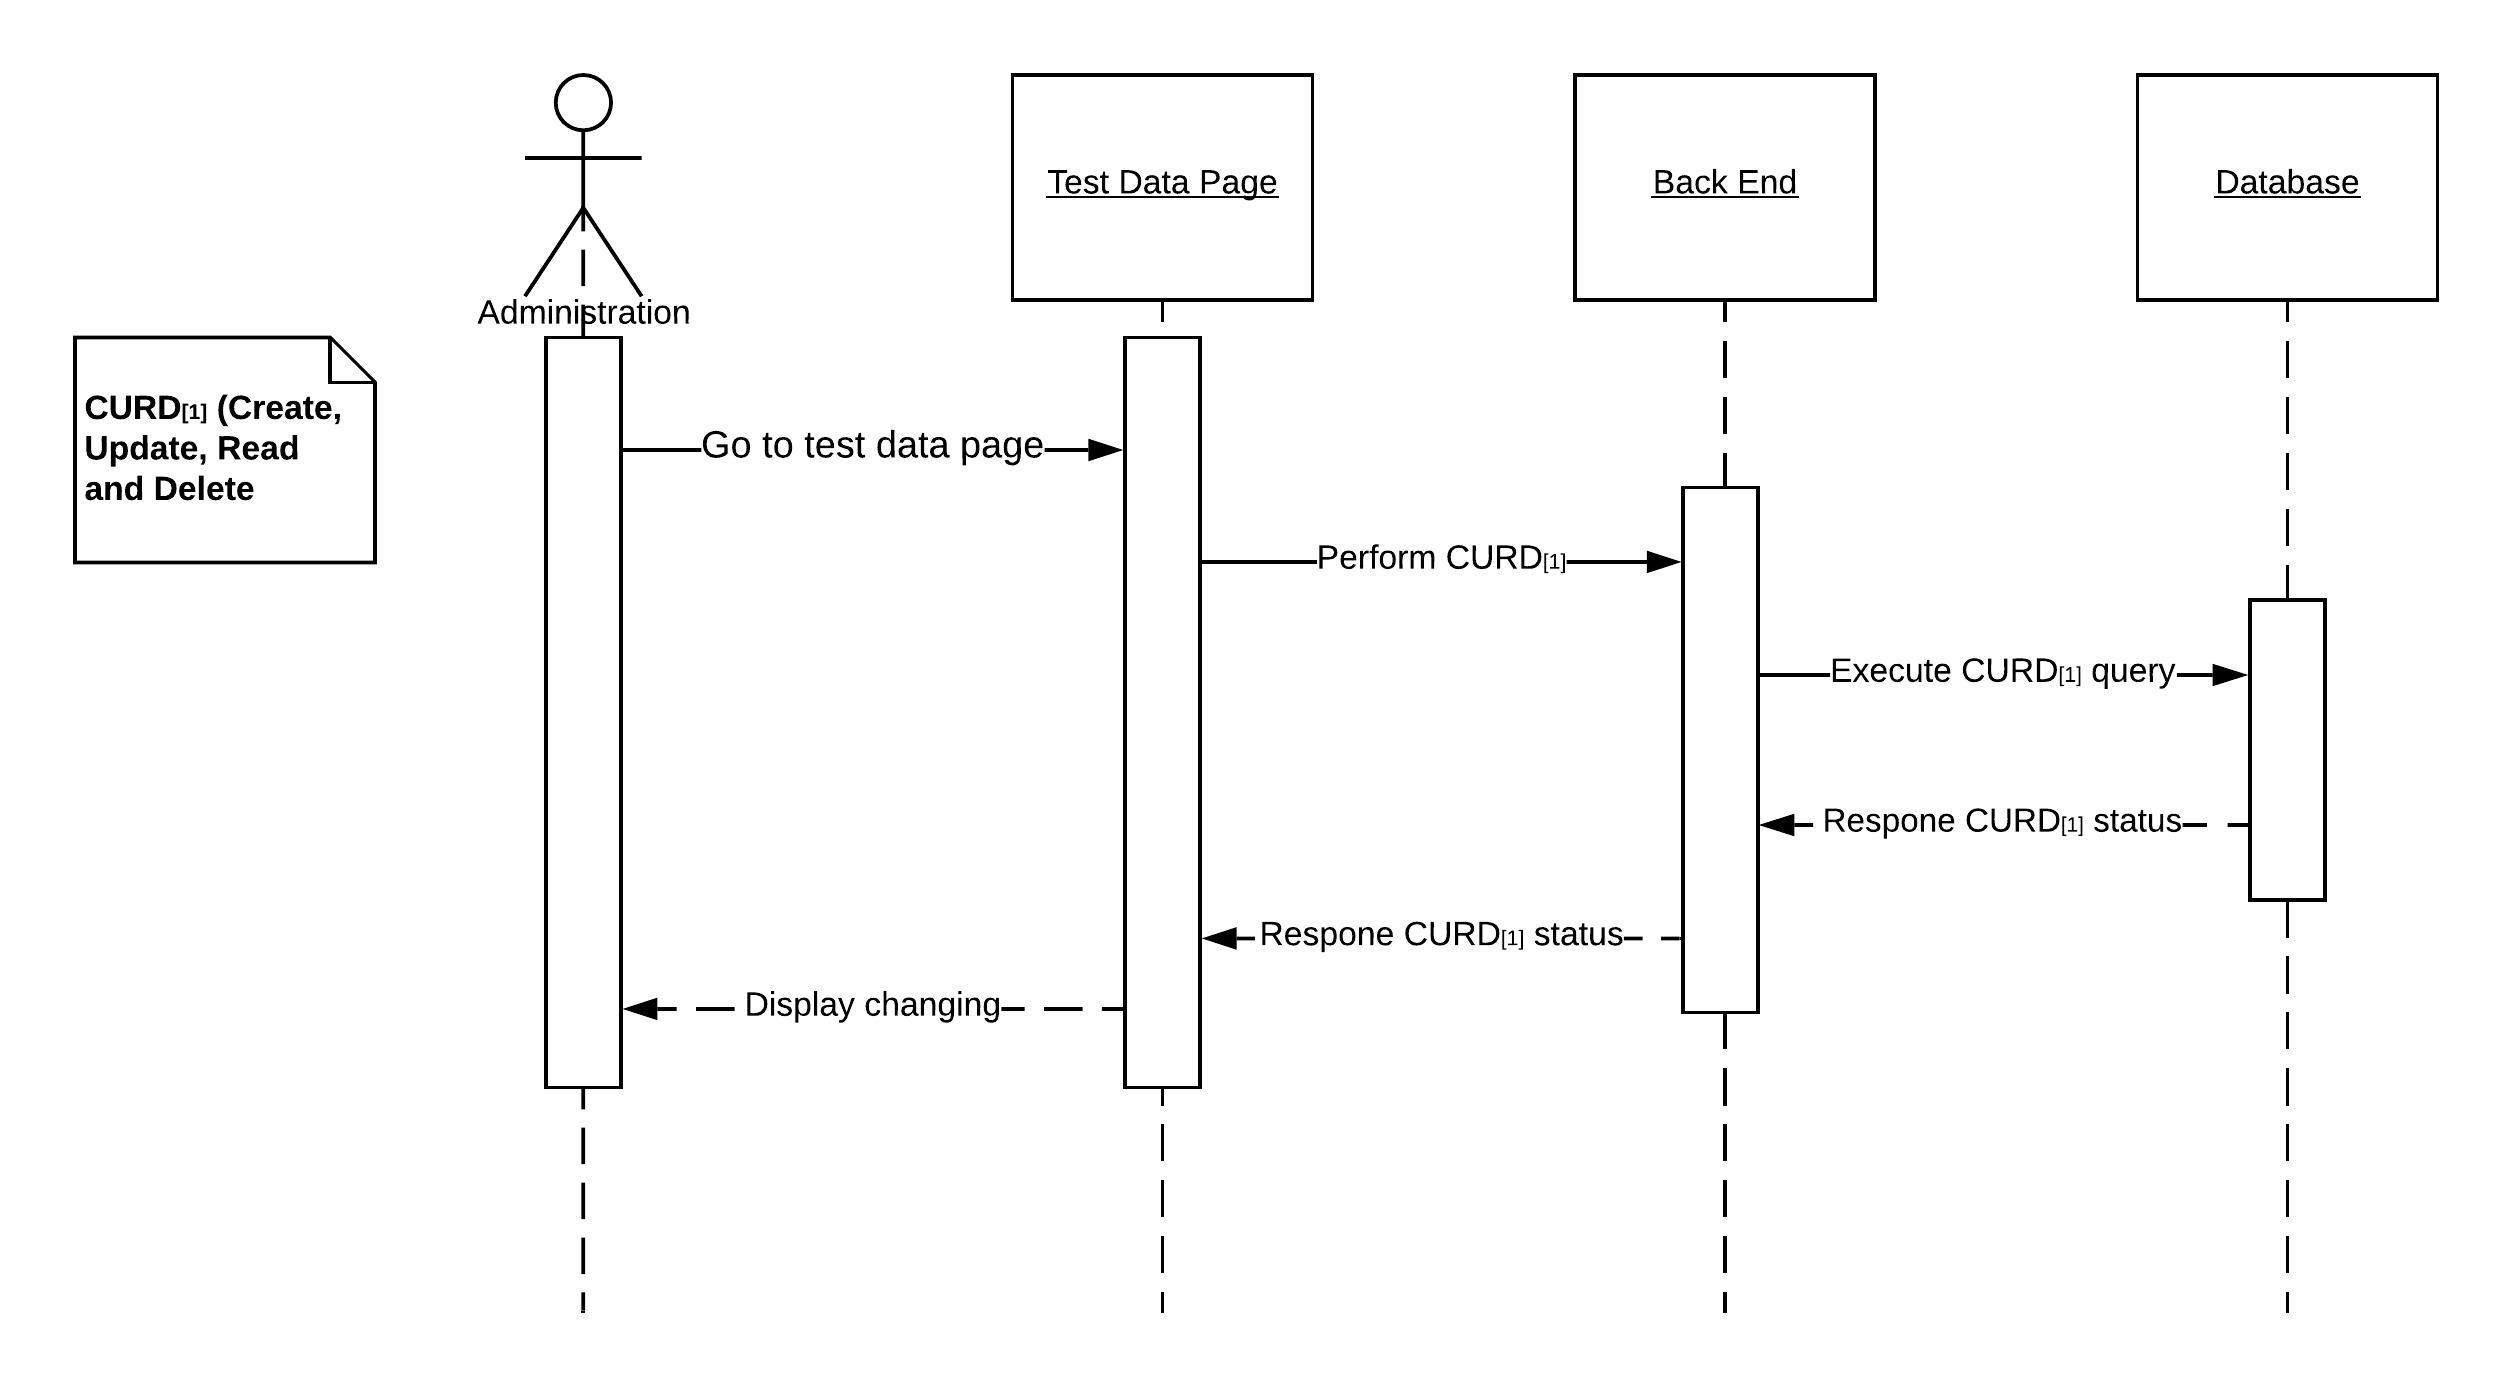 Test Data Page
Back End
Database
Administration
CURD[1] (Create,
Update, Read
and Delete
Go to test data page
Perform CURD[1]
Execute CURD[1] query
Respone CURD[1] status
Respone CURD[1] status
Display changing